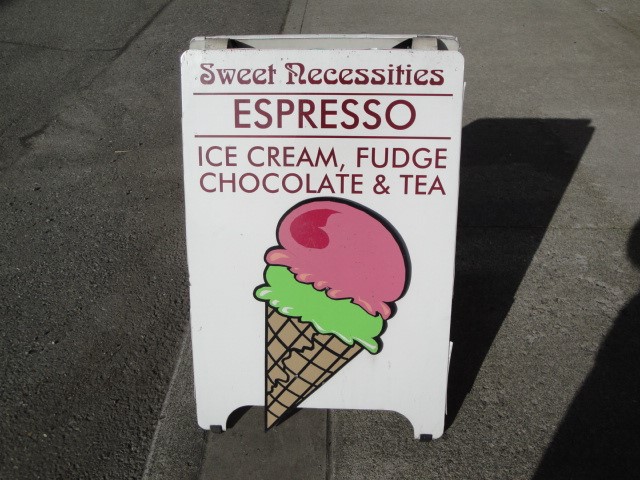 Sweet Necessities
ESPRESSO
ICE CREAM, FUDGE
CHOCOLATE & TEA